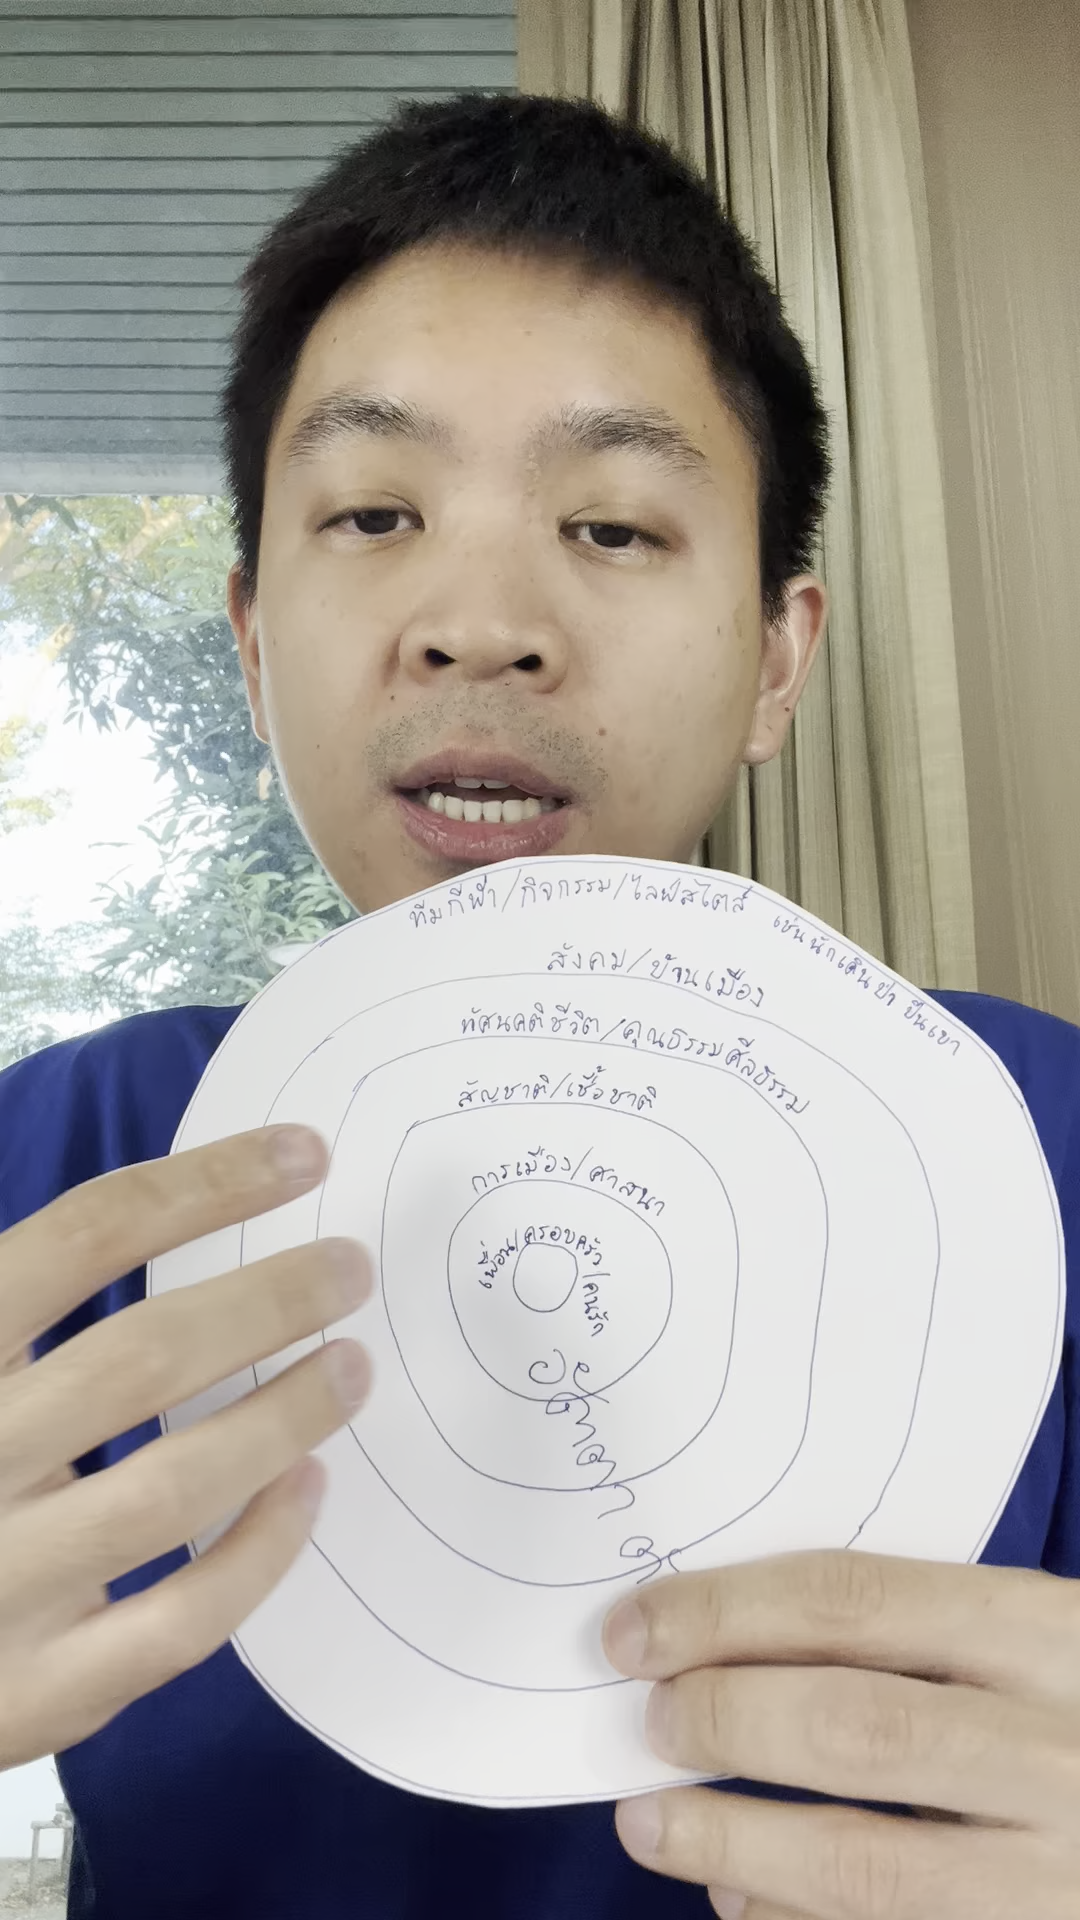 ทีมกีฬา/กิจกรรม/ไลฟ์สไตล์ เช่นนักเดินป่า ปีนเขา
สังคม/บ้านเมือง
ทัศนคติชีวิต/คุณธรรมศีลธรรม
สัญชาติ/เชื้อชาติ
การเมือง/ศาสนา
เพื่อน/ครอบครัว